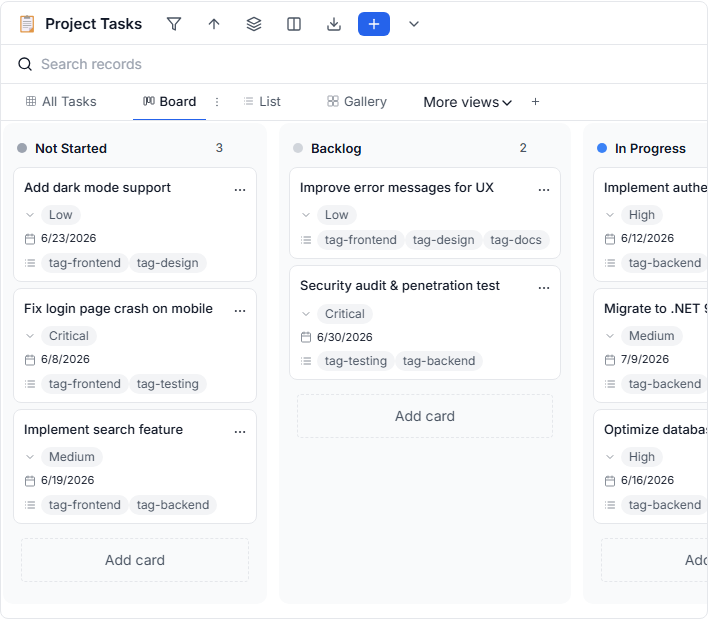 Project Tasks
Search records
All Tasks
Board
List
Gallery
More views
Not Started 3
Add dark mode support
Low
6/23/2026
tag-frontend tag-design
Fix login page crash on mobile
Critical
6/8/2026
tag-frontend tag-testing
Implement search feature
Medium
6/19/2026
tag-frontend tag-backend
Add card
Backlog 2
Improve error messages for UX
Low
tag-frontend tag-design tag-docs
Security audit & penetration test
Critical
6/30/2026
tag-testing tag-backend
Add card
In Progress
Implement authe
High
6/12/2026
tag-backend
Migrate to .NET 9
Medium
7/9/2026
tag-backend
Optimize databas
High
6/16/2026
tag-backend
Add